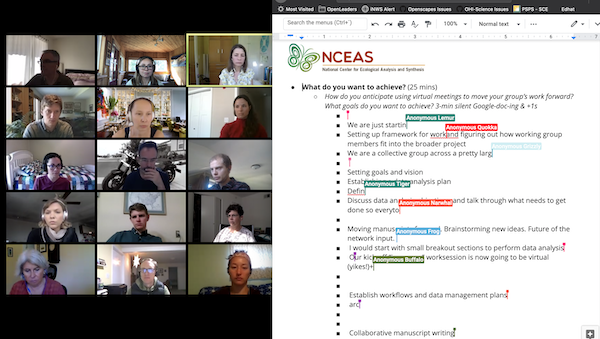 Most Visited OpenLeaders INWS Alert Openscapes Issues OHI-Science Issues PSPS - SCE Edhat
Search the menus (Option+/)
100% Normal text
NCEAS
National Center for Ecological Analysis and Synthesis
What do you want to achieve? (25 mins)
How do you anticipate using virtual meetings to move your group's work forward?
What goals do you want to achieve? 3-min silent Google-doc-ing & +1s
Anonymous Lemur
We are just startin
Anonymous Quokka
Setting up framework for work and figuring out how working group
members fit into the broader project
We are a collective group across a pretty larg
Setting goals and vision
analysis plan
Anonymous Tiger
Defin
Discuss data an and talk through what needs to get
Anonymous Narwhal
done so everyto
Moving manus Brainstorming new ideas. Future of the
Anonymous Frog
network input.
I would start with small breakout sections to perform data analysis
Our worksession is now going to be virtual
Anonymous Buffalo
(yikes!)+
Establish workflows and data management plans
arc
Collaborative manuscript writing